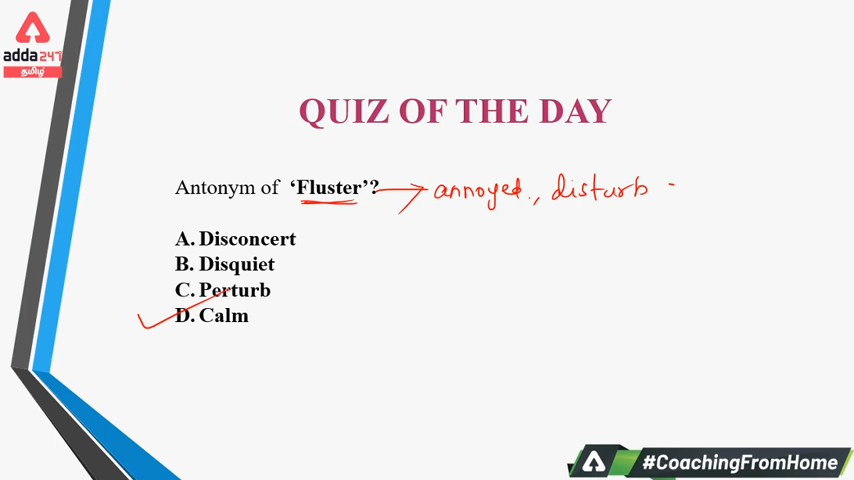 adda247
தமிழ்
QUIZ OF THE DAY
Antonym of ‘Fluster’? annoyed., disturb -
A. Disconcert
B. Disquiet
C. Perturb
D. Calm
#CoachingFromHome